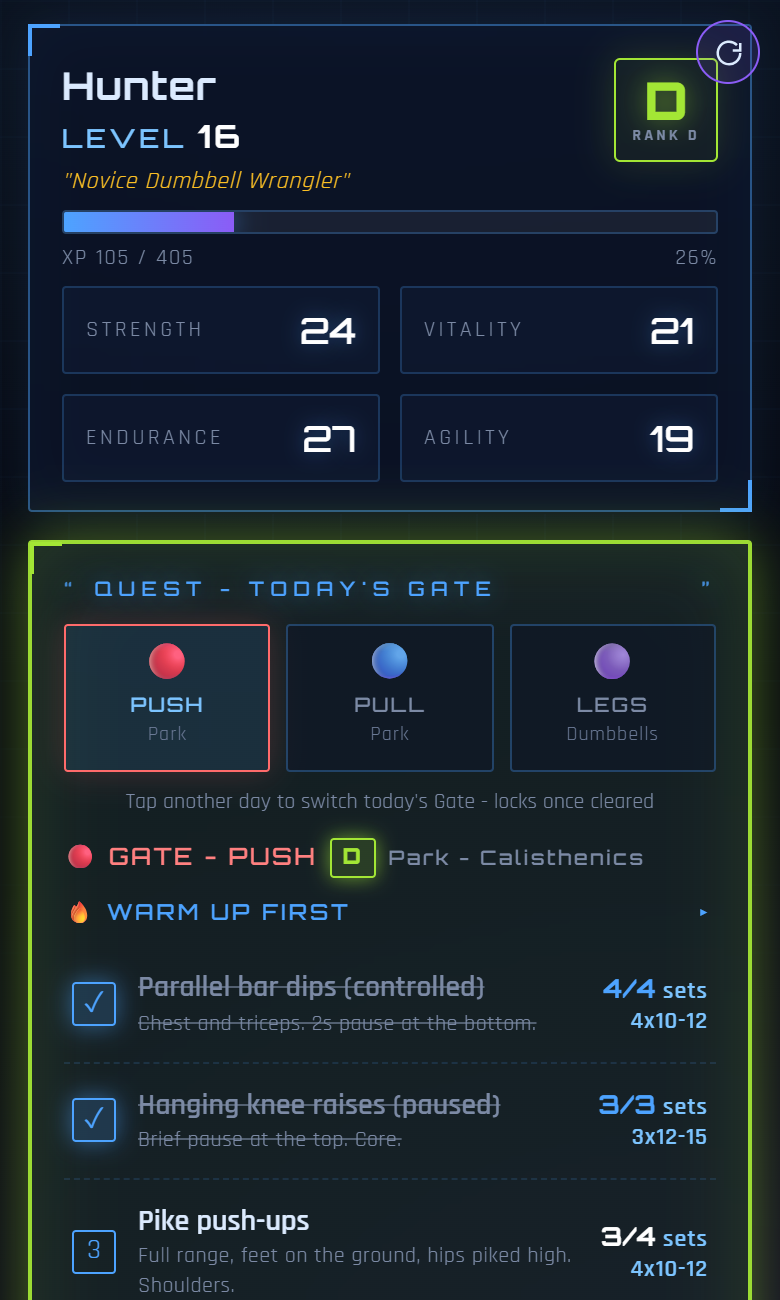 Hunter
LEVEL 16
D
RANK D
"Novice Dumbbell Wrangler"
XP 105 / 405
26%
STRENGTH 24
VITALITY 21
ENDURANCE 27
AGILITY 19
" QUEST - TODAY'S GATE "
PUSH
Park
PULL
Park
LEGS
Dumbbells
Tap another day to switch today's Gate - locks once cleared
GATE - PUSH D Park - Calisthenics
WARM UP FIRST
Parallel bar dips (controlled)
Chest and triceps. 2s pause at the bottom.
4/4 sets
4x10-12
Hanging knee raises (paused)
Brief pause at the top. Core.
3/3 sets
3x12-15
3
Pike push-ups
Full range, feet on the ground, hips piked high.
Shoulders.
3/4 sets
4x10-12